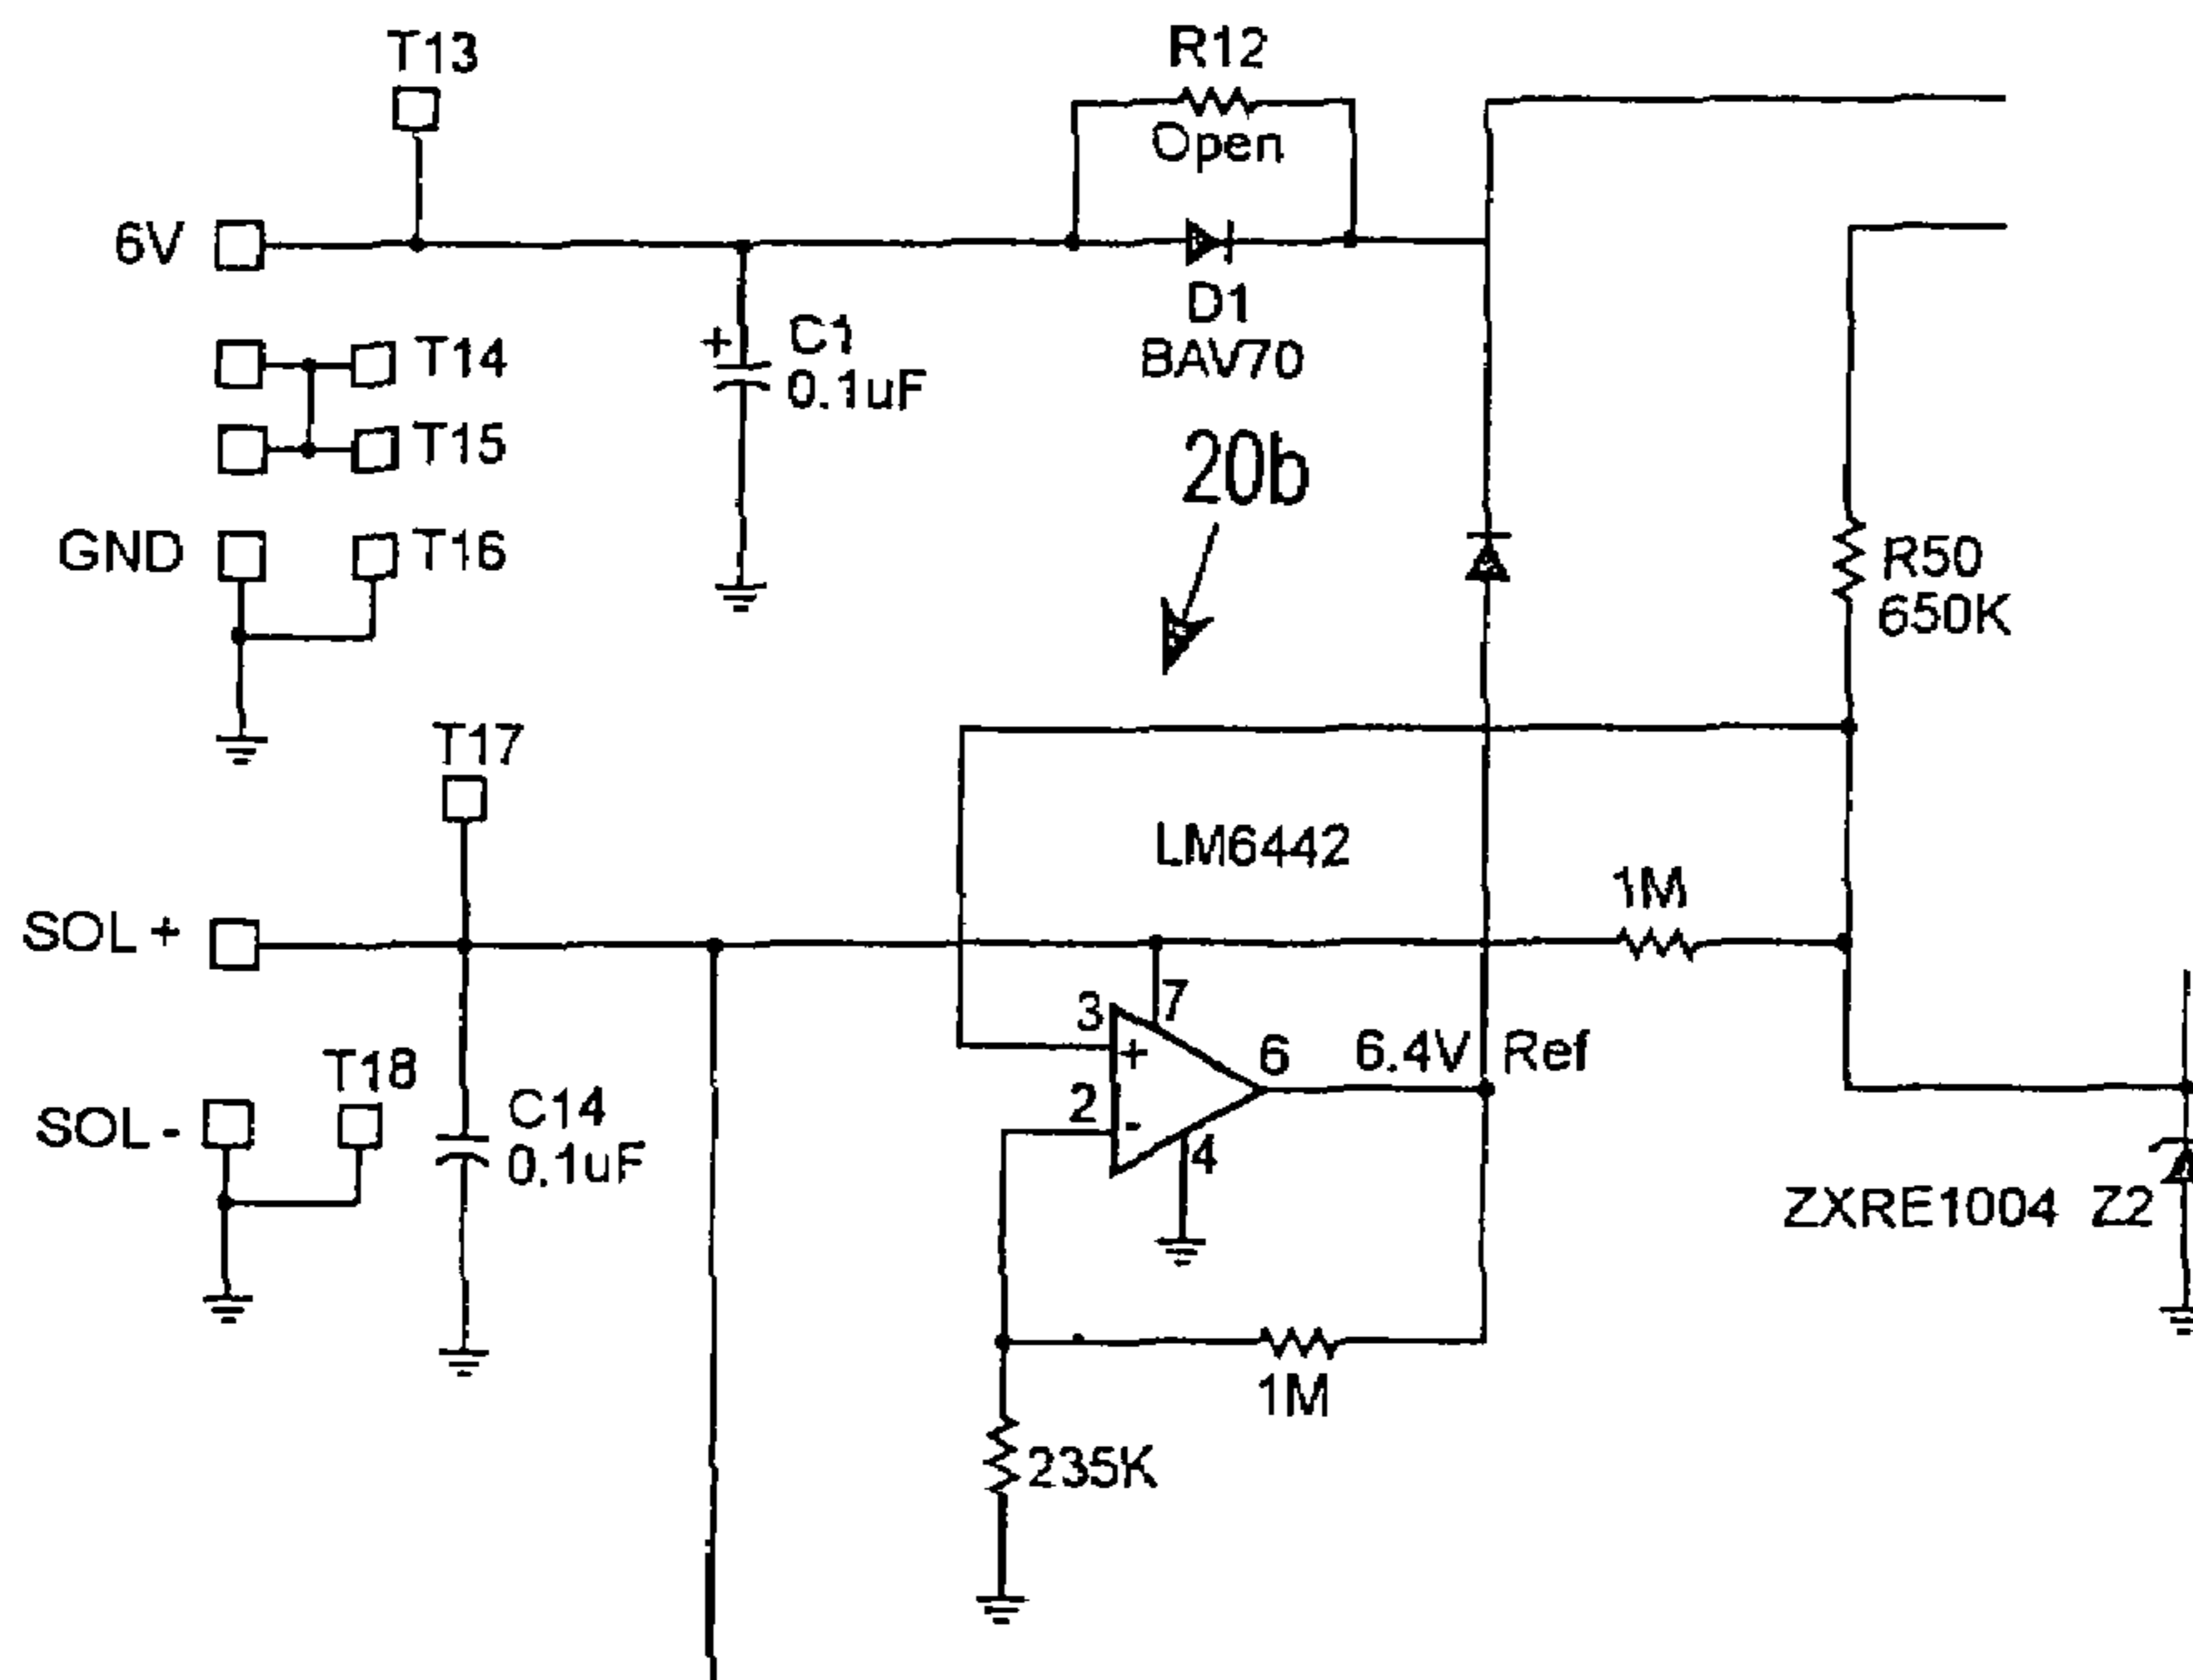 T13
R12
Open
6V
D1
BAV70
+ C1
0.1uF
T14
T15
20b
GND
T16
R50
650K
T17
LM6442
1M
SOL +
3
7
+
6
6.4V Ref
2
-
4
T18
SOL -
C14
0.1uF
ZXRE1004 Z2
1M
235K